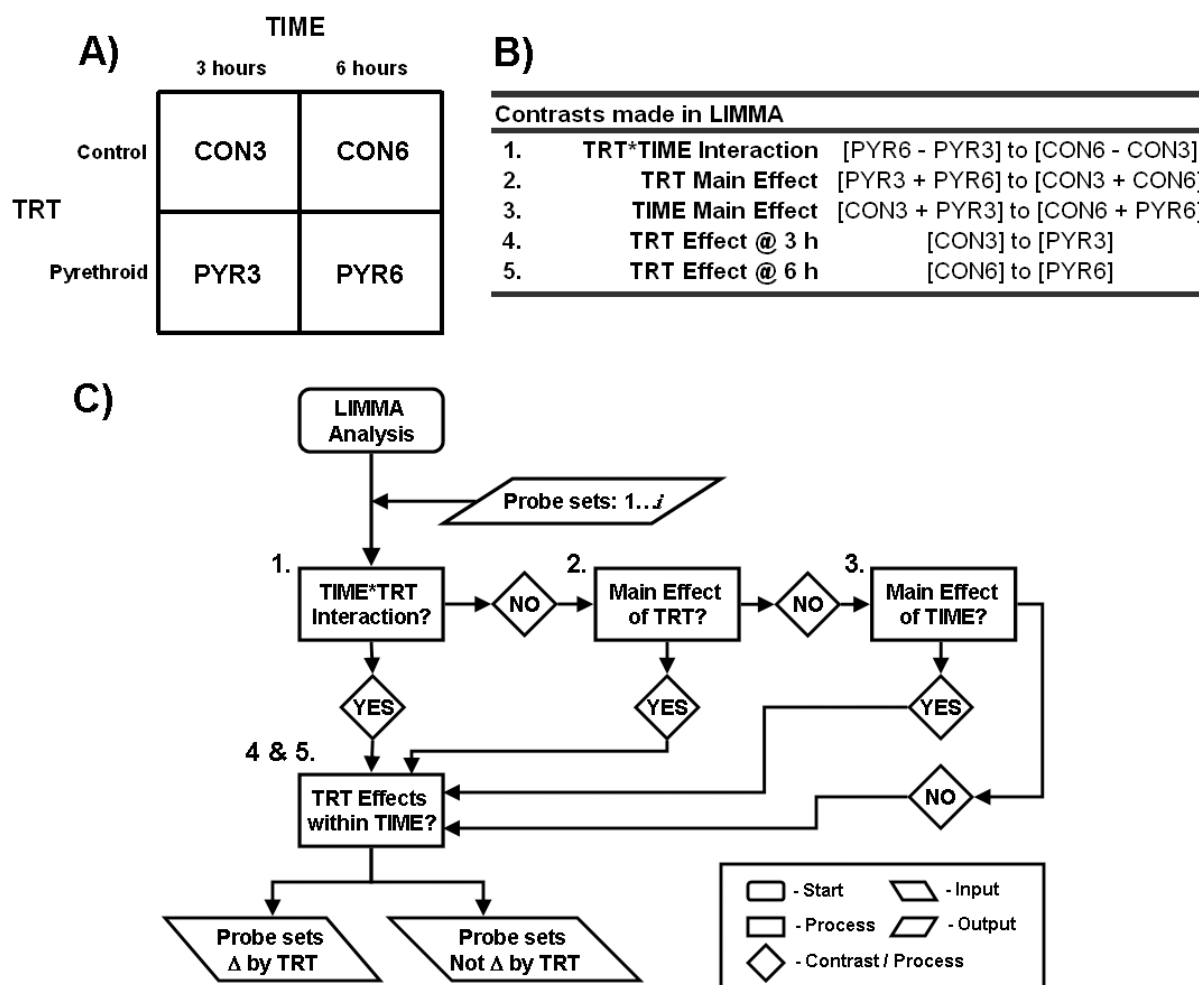 A)
TIME
3 hours 6 hours
Control CON3 CON6
TRT
Pyrethroid PYR3 PYR6
B)
Contrasts made in LIMMA
1. TRT*TIME Interaction [PYR6 - PYR3] to [CON6 - CON3]
2. TRT Main Effect [PYR3 + PYR6] to [CON3 + CON6]
3. TIME Main Effect [CON3 + PYR3] to [CON6 + PYR6]
4. TRT Effect @ 3 h [CON3] to [PYR3]
5. TRT Effect @ 6 h [CON6] to [PYR6]
C)
LIMMA
Analysis
Probe sets: 1...i
1.
TIME*TRT
Interaction?
NO
2.
Main Effect
of TRT?
NO
3.
Main Effect
of TIME?
YES
YES
YES
NO
4 & 5.
TRT Effects
within TIME?
Probe sets
Δ by TRT
Probe sets
Not Δ by TRT
- Start
- Input
- Process
- Output
- Contrast / Process